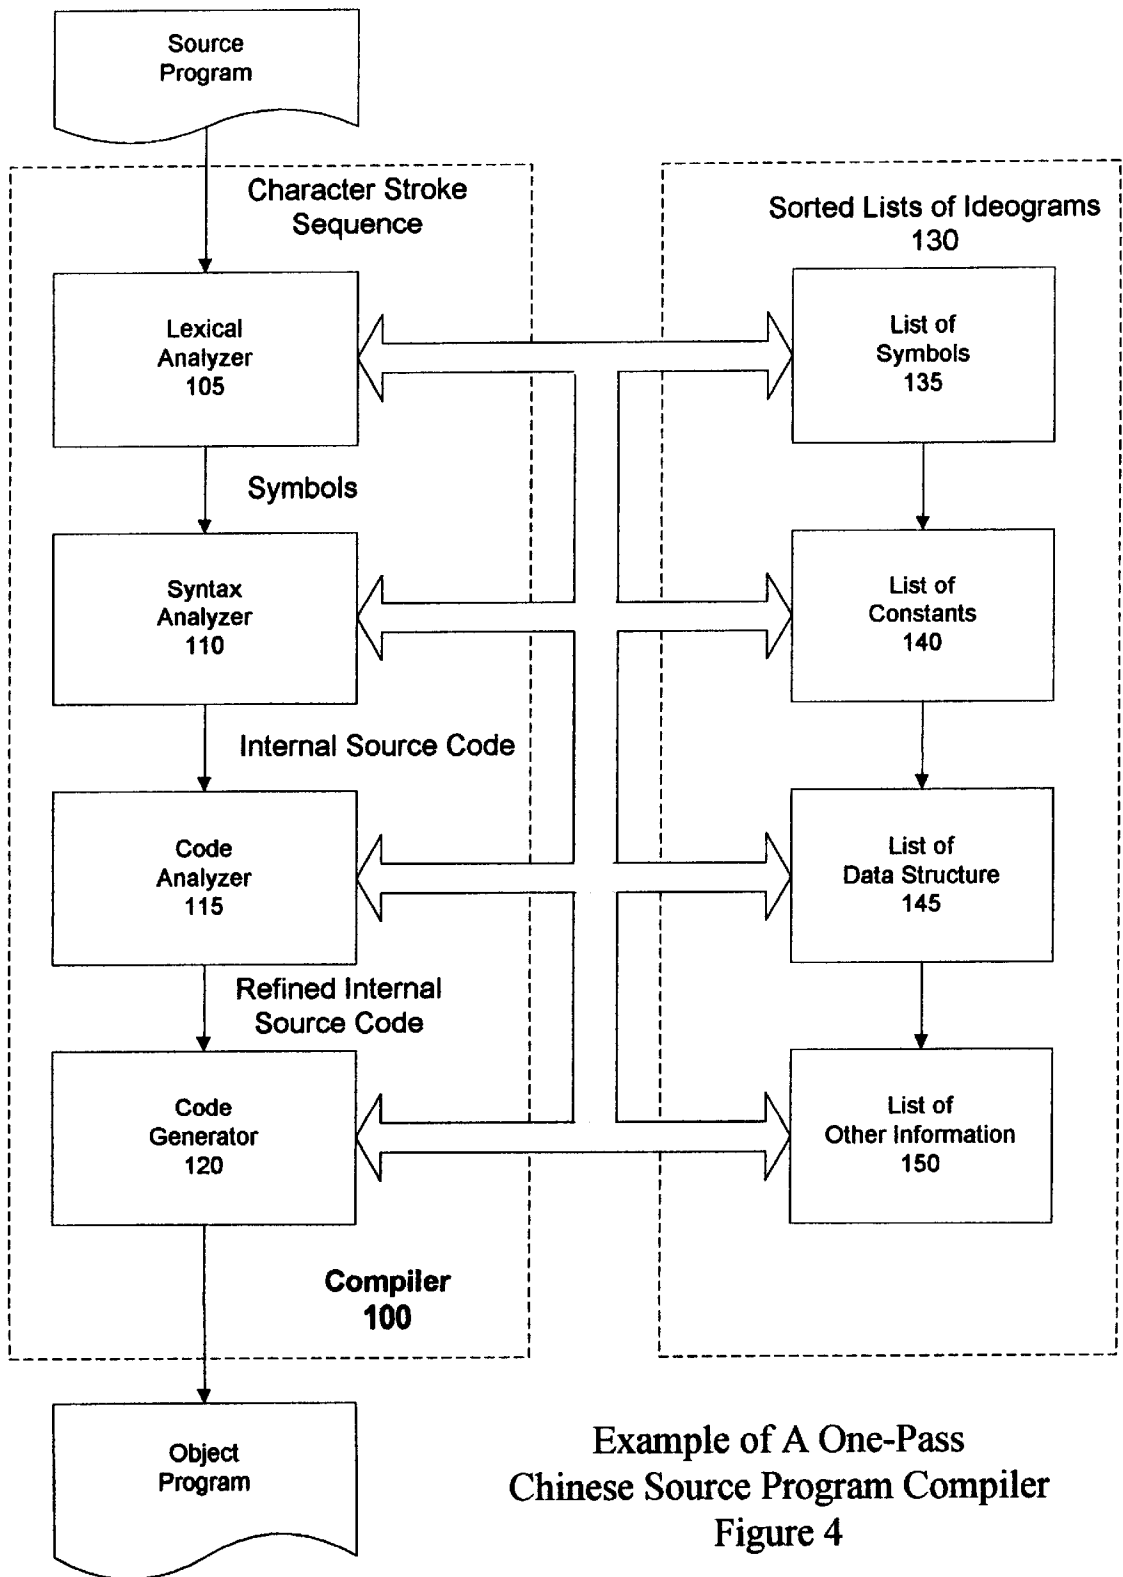 Source
Program
Character Stroke
Sequence
Sorted Lists of Ideograms
130
Lexical
Analyzer
105
List of
Symbols
135
Symbols
Syntax
Analyzer
110
List of
Constants
140
Internal Source Code
Code
Analyzer
115
List of
Data Structure
145
Refined Internal
Source Code
Code
Generator
120
List of
Other Information
150
Compiler
100
Object
Program
Example of A One-Pass
Chinese Source Program Compiler
Figure 4